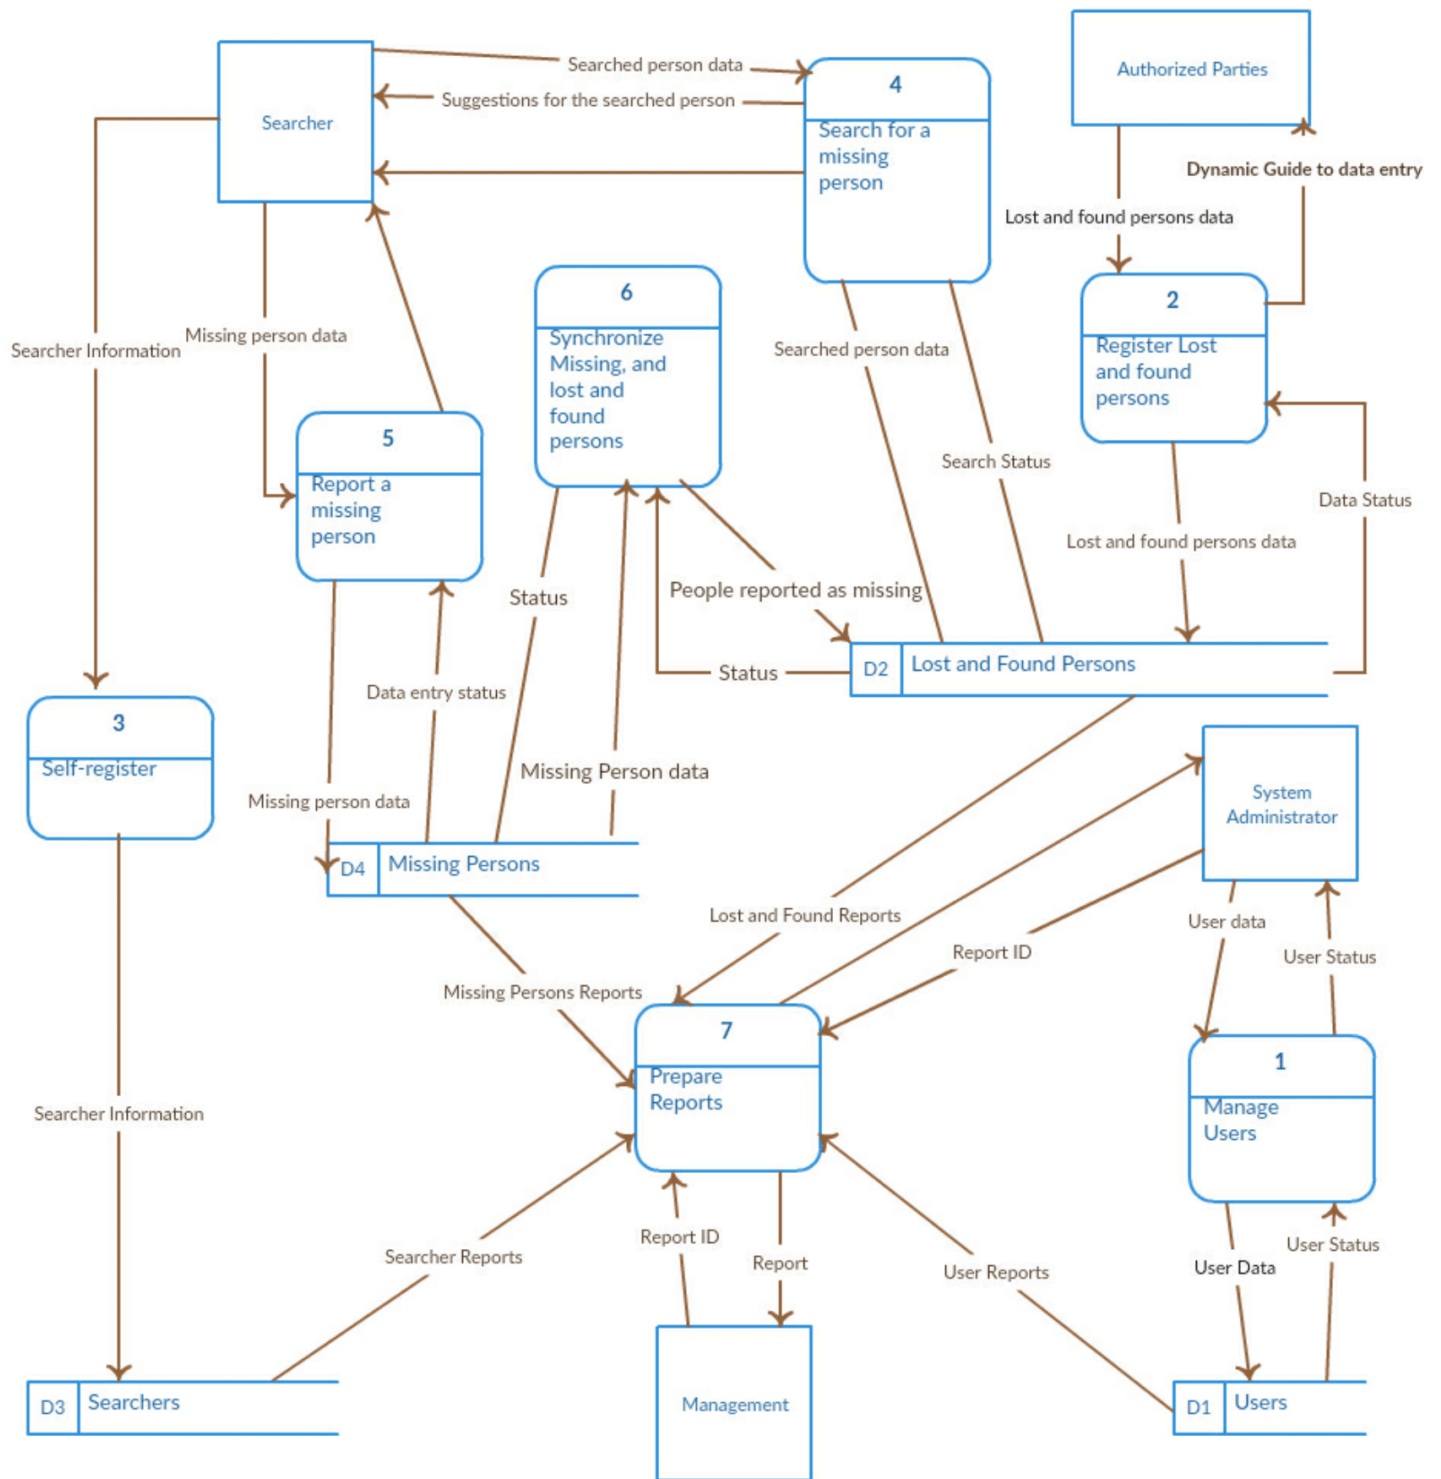 Searched person data
Suggestions for the searched person
Searcher
4
Search for a
missing
person
Authorized Parties
Dynamic Guide to data entry
Lost and found persons data
2
Register Lost
and found
persons
6
Synchronize
Missing, and
lost and
found
persons
Searcher Information
Missing person data
Searched person data
5
Report a
missing
person
Search Status
Data Status
Lost and found persons data
Status
People reported as missing
Status
D2
Lost and Found Persons
3
Self-register
Data entry status
Missing Person data
Missing person data
D4
Missing Persons
System
Administrator
Lost and Found Reports
User data
Report ID
User Status
Missing Persons Reports
7
Prepare
Reports
1
Manage
Users
Searcher Information
Report ID
Report
Searcher Reports
User Reports
User Data
User Status
D3
Searchers
Management
D1
Users